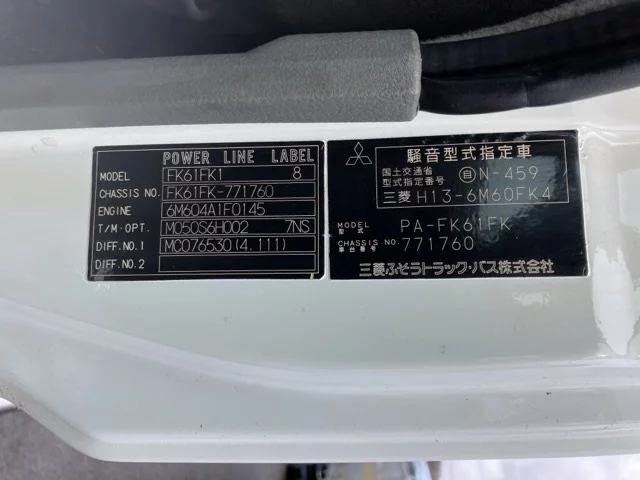 POWER LINE LABEL
MODEL FK61FK1 8
CHASSIS NO. FK61FK-771760
ENGINE 6M604A1F0145
T/M·OPT. M050S6H002 7NS
DIFF.NO.1 MC076530(4.111)
DIFF.NO.2
騒音型式指定車
国土交通省
型式指定番号 自 N-459
三菱 H13-6M60FK4
MODEL
型式 PA-FK61FK
CHASSIS NO.
車台番号 771760
三菱ふそうトラック・バス株式会社